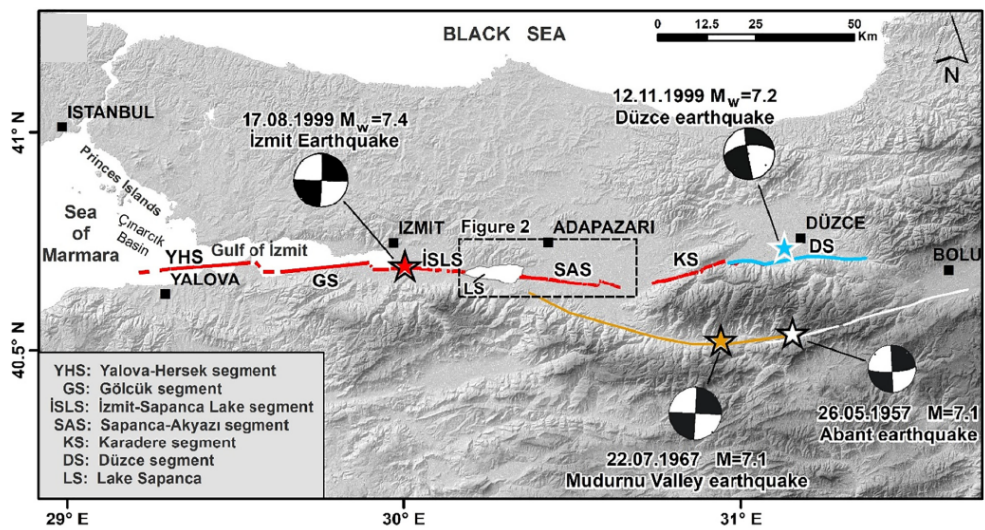 BLACK SEA
0 12.5 25 50
Km
N
ISTANBUL
41° N
17.08.1999 Mw=7.4
İzmit Earthquake
12.11.1999 Mw=7.2
Düzce earthquake
Princes Islands
Sea
of
Marmara
Çınarcık
Basin
Gulf of İzmit
IZMIT
Figure 2
ADAPAZARI
DÜZCE
DS
BOLU
YHS
YALOVA
GS
İSLS
LS
SAS
KS
40.5° N
YHS: Yalova-Hersek segment
GS: Gölcük segment
İSLS: İzmit-Sapanca Lake segment
SAS: Sapanca-Akyazı segment
KS: Karadere segment
DS: Düzce segment
LS: Lake Sapanca
26.05.1957 M=7.1
Abant earthquake
22.07.1967 M=7.1
Mudurnu Valley earthquake
29° E
30° E
31° E